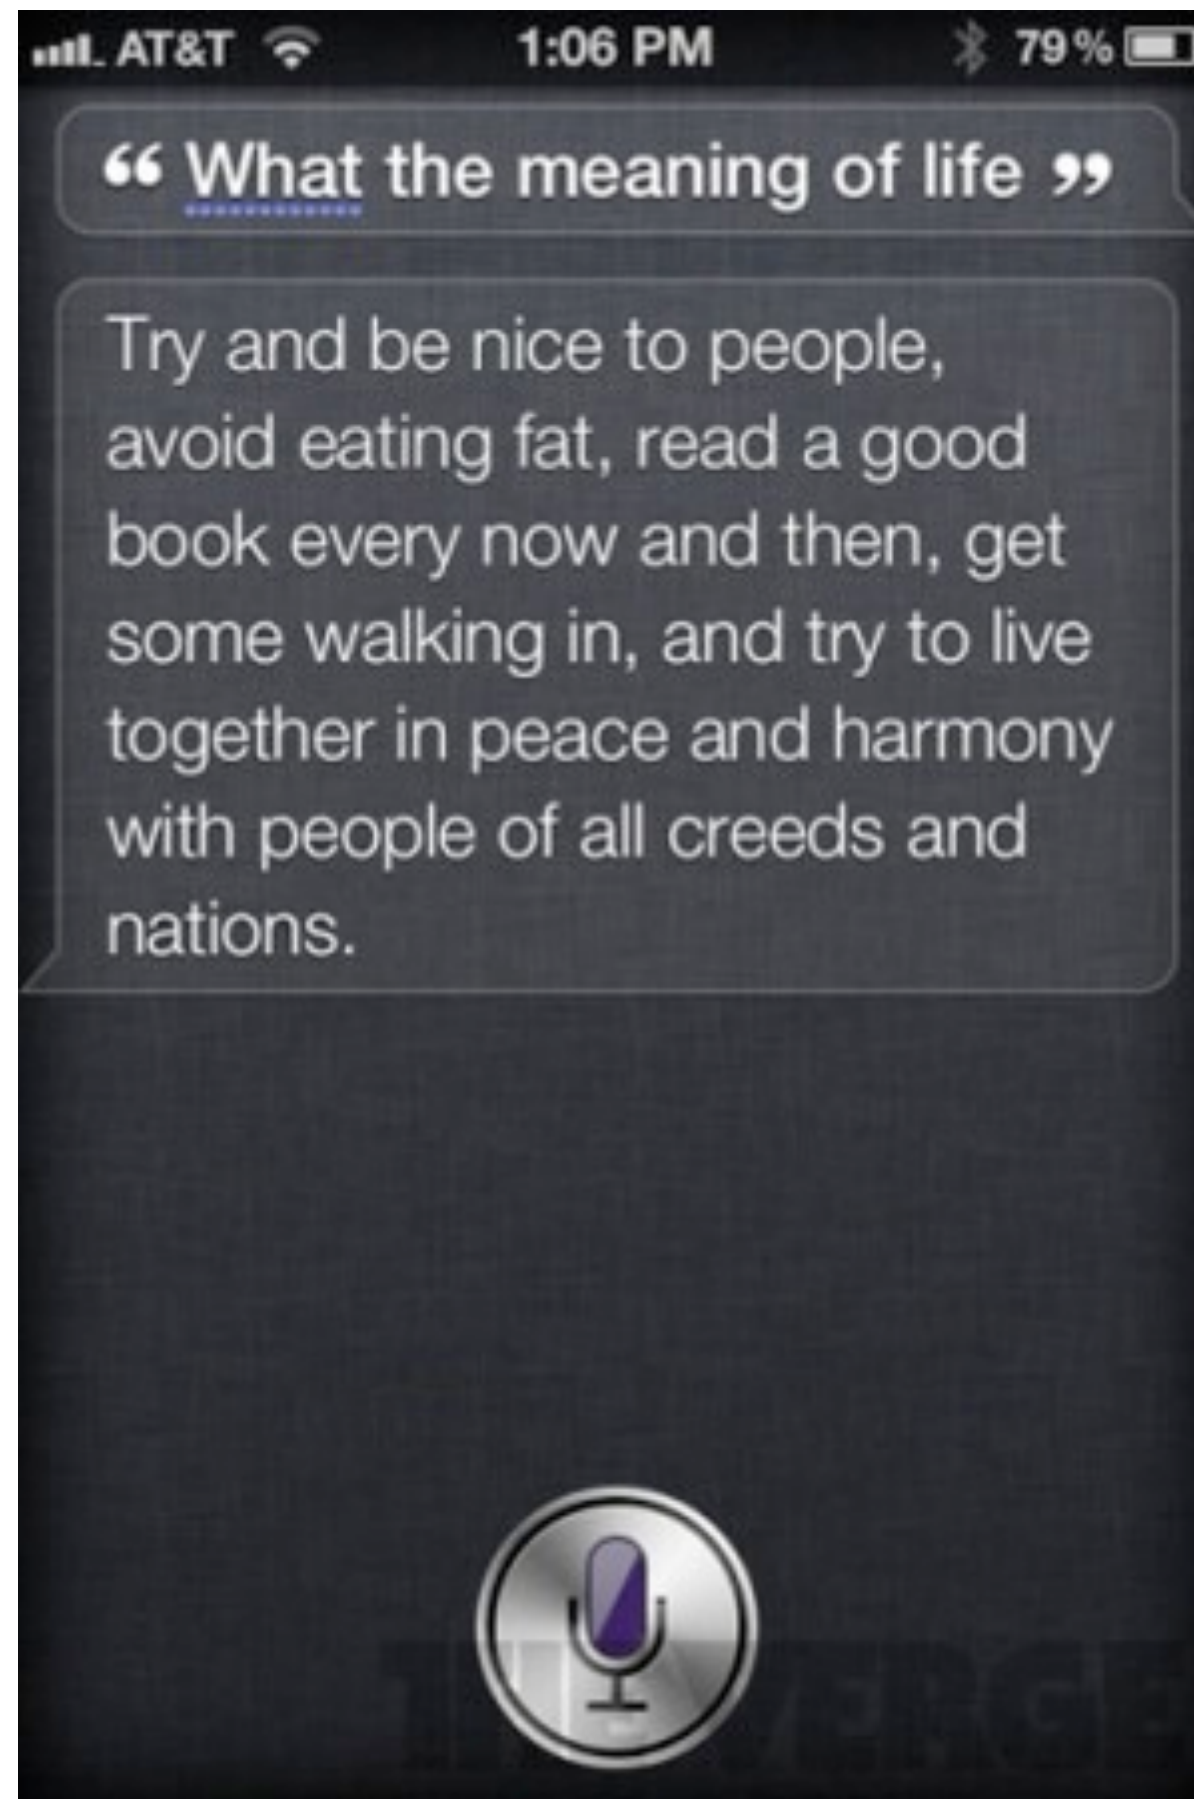 AT&T 1:06 PM 79%
“ What the meaning of life ”
Try and be nice to people,
avoid eating fat, read a good
book every now and then, get
some walking in, and try to live
together in peace and harmony
with people of all creeds and
nations.
VERGE